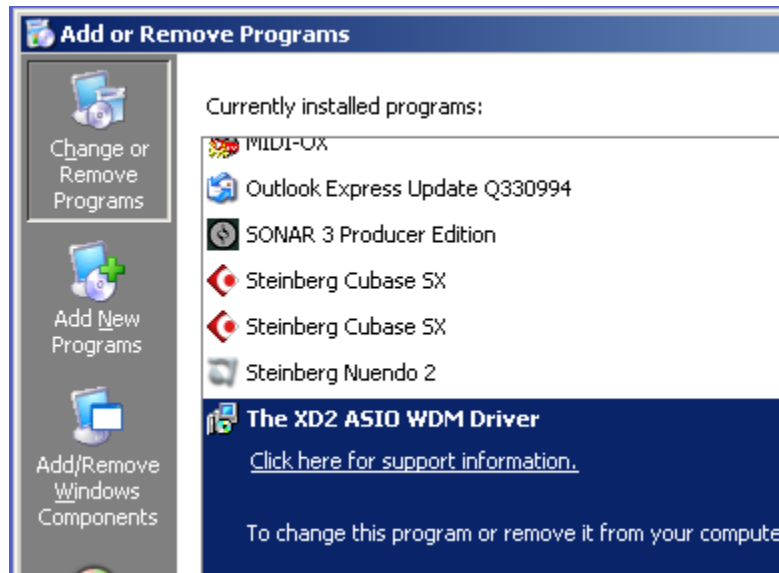 Add or Remove Programs
Change or
Remove
Programs
Add New
Programs
Add/Remove
Windows
Components
Currently installed programs:
MIDI-OX
Outlook Express Update Q330994
SONAR 3 Producer Edition
Steinberg Cubase SX
Steinberg Cubase SX
Steinberg Nuendo 2
The XD2 ASIO WDM Driver
Click here for support information.
To change this program or remove it from your compute